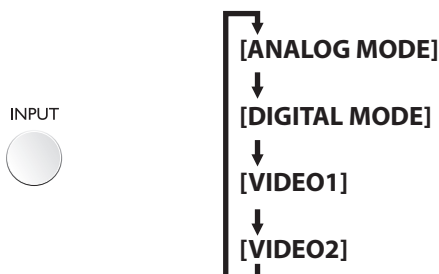 [ANALOG MODE]
[DIGITAL MODE]
INPUT
[VIDEO1]
[VIDEO2]